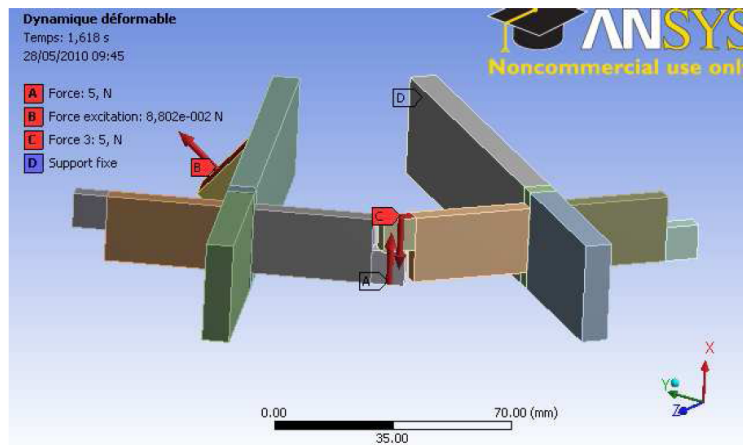 Dynamique déformable
Temps: 1,618 s
28/05/2010 09:45
A Force: 5, N
B Force excitation: 8,802e-002 N
C Force 3: 5, N
D Support fixe
ANSYS
Noncommercial use onl
D
B
C
A
X
Y
Z
0.00 70.00 (mm)
35.00